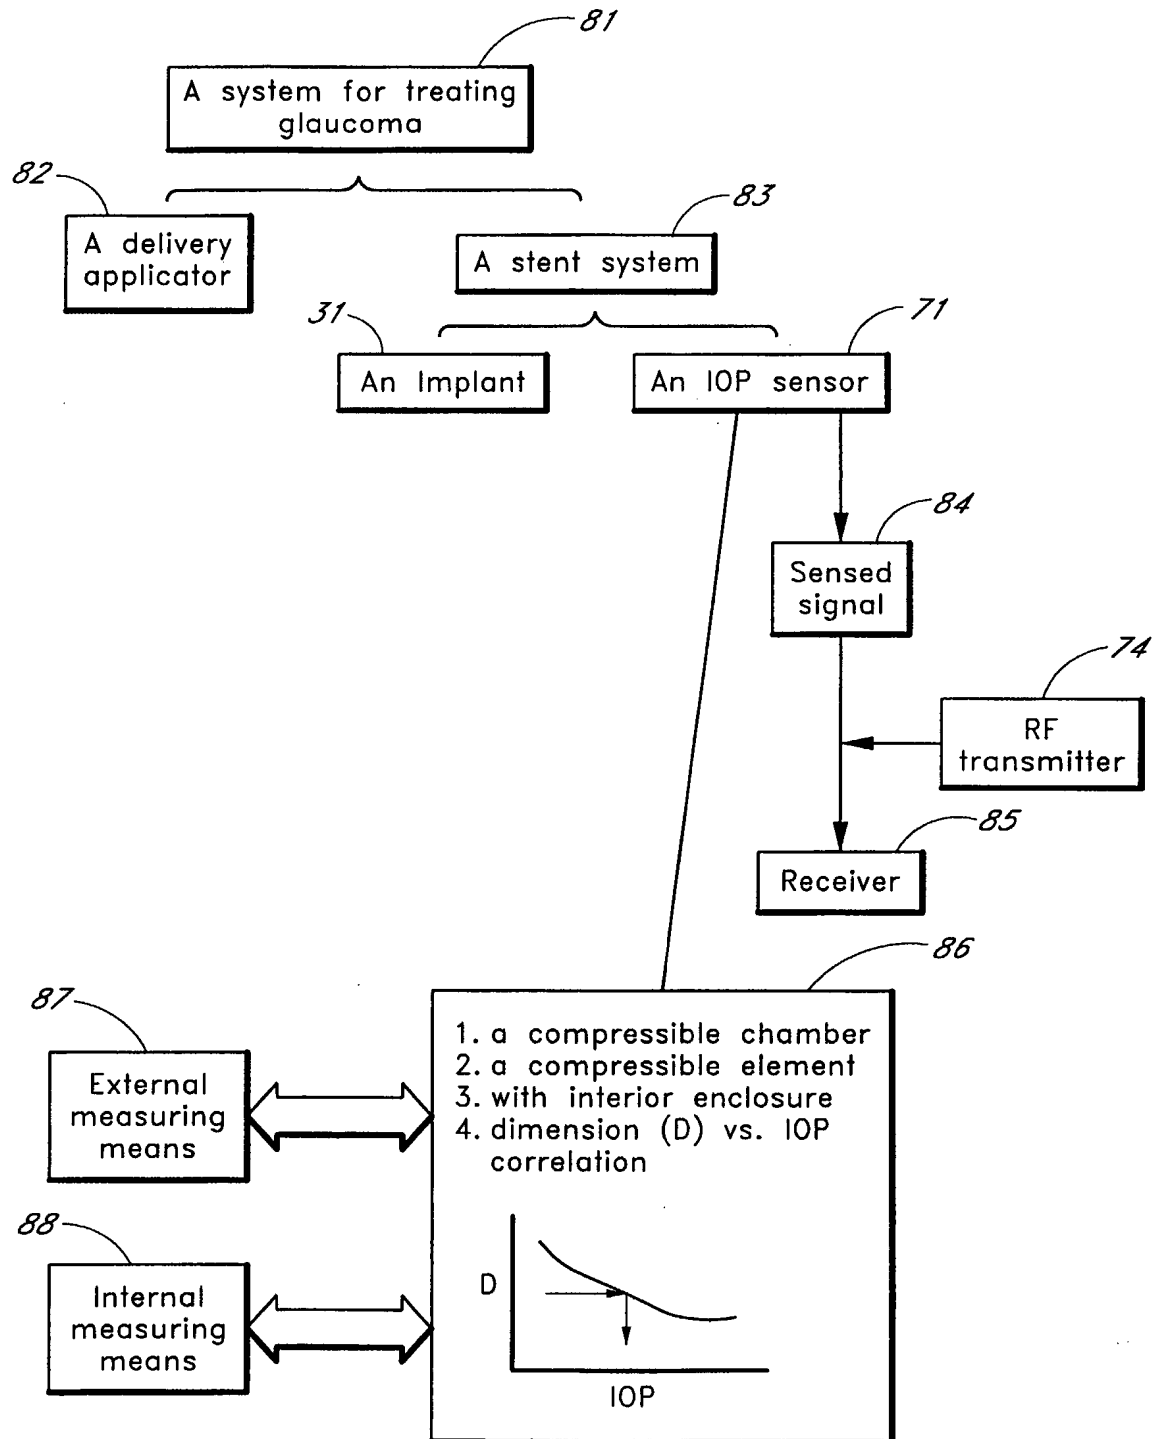 81
A system for treating
glaucoma
82
A delivery
applicator
83
A stent system
31
An Implant
71
An IOP sensor
84
Sensed
signal
74
RF
transmitter
85
Receiver
86
1. a compressible chamber
2. a compressible element
3. with interior enclosure
4. dimension (D) vs. IOP
correlation
D
IOP
87
External
measuring
means
88
Internal
measuring
means